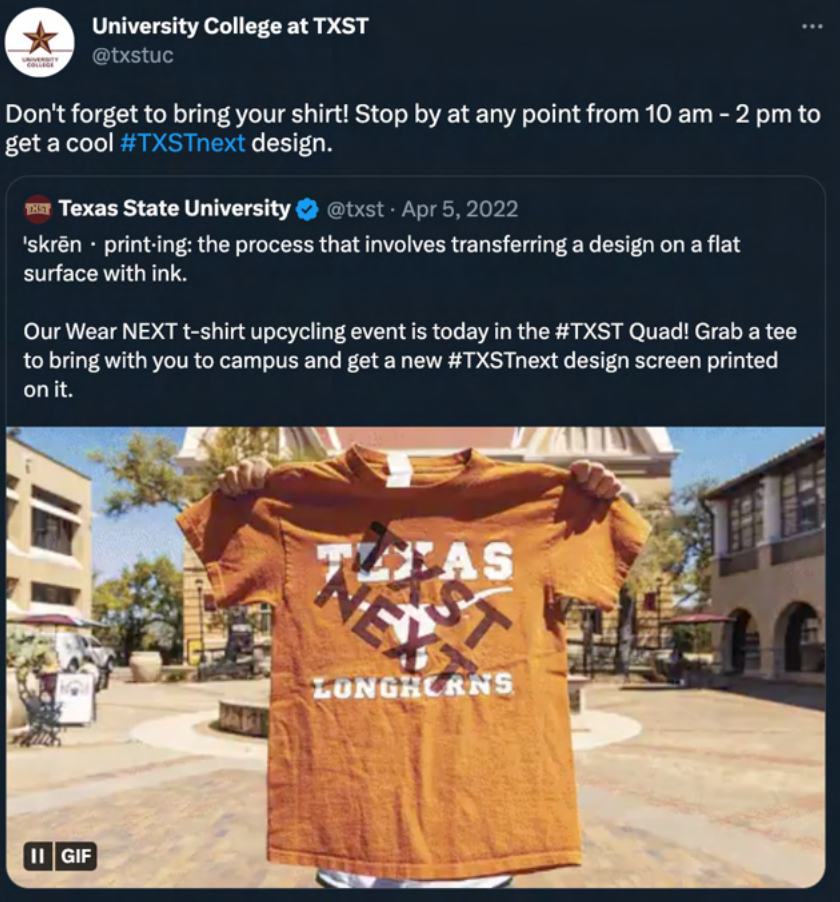 University College at TXST
@txstuc
UNIVERSITY
COLLEGE
Don't forget to bring your shirt! Stop by at any point from 10 am - 2 pm to
get a cool #TXSTnext design.
TXST Texas State University @txst · Apr 5, 2022
'skrēn · print·ing: the process that involves transferring a design on a flat
surface with ink.
Our Wear NEXT t-shirt upcycling event is today in the #TXST Quad! Grab a tee
to bring with you to campus and get a new #TXSTnext design screen printed
on it.
TEXAS
TXST
NEXT
LONGHORNS
GIF